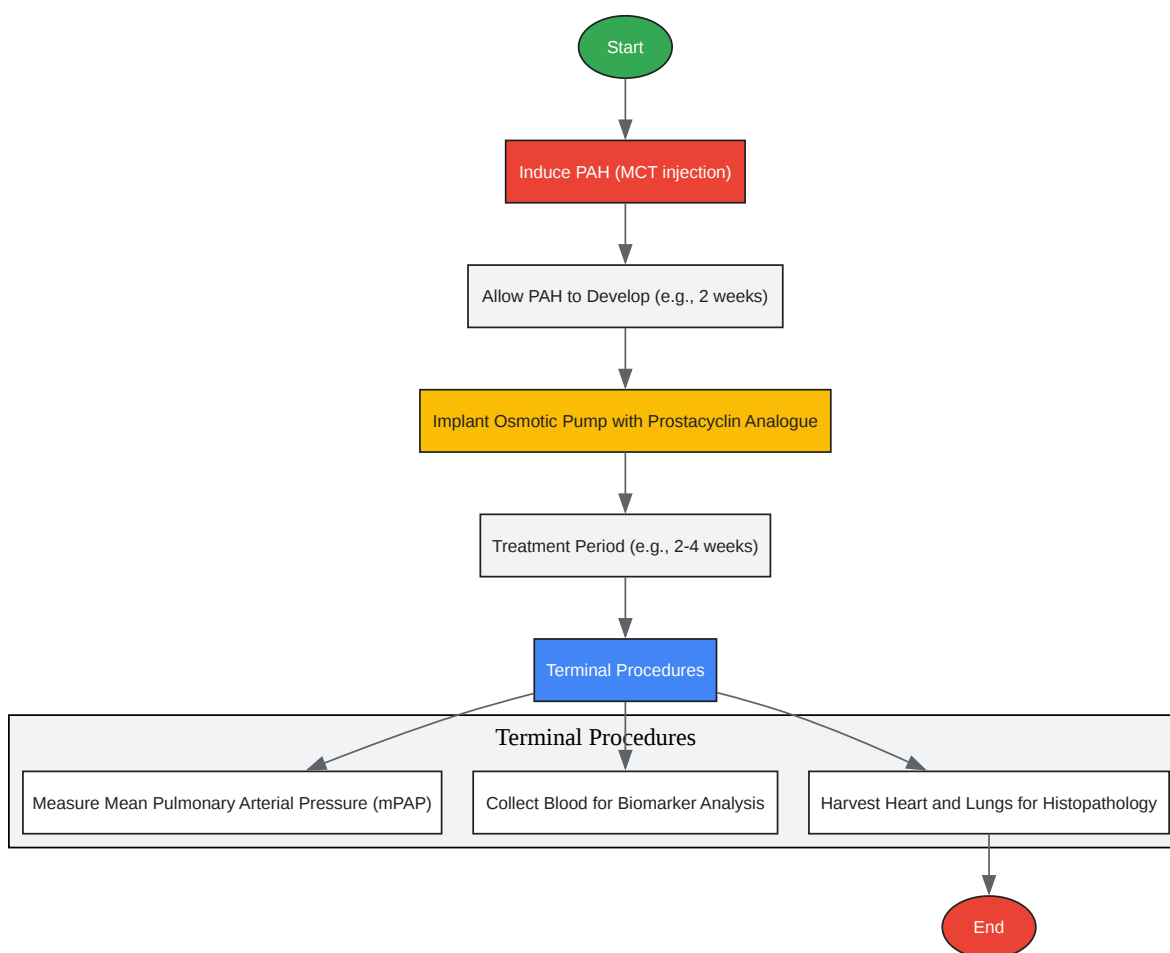 Start
Induce PAH (MCT injection)
Allow PAH to Develop (e.g., 2 weeks)
Implant Osmotic Pump with Prostacyclin Analogue
Treatment Period (e.g., 2-4 weeks)
Terminal Procedures
Terminal Procedures
Measure Mean Pulmonary Arterial Pressure (mPAP)
Collect Blood for Biomarker Analysis
Harvest Heart and Lungs for Histopathology
End